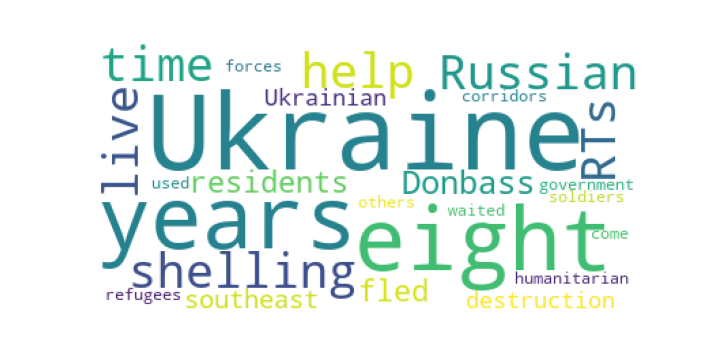 time
forces
help
Russian
live
Ukrainian
corridors
Ukraine
RTs
used
residents
Donbass
government
soldiers
years
others
waited
eight
come
shelling
humanitarian
refugees
southeast
fled
destruction